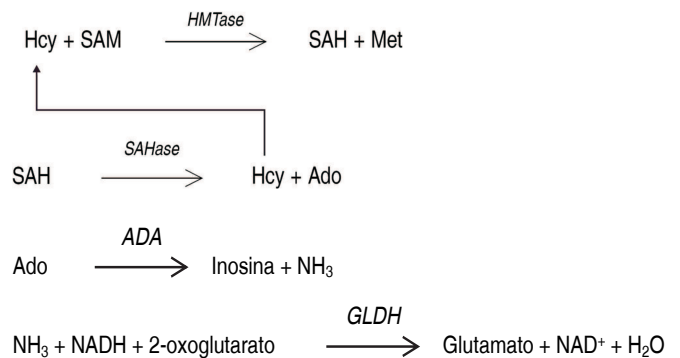 HMTase
Hcy + SAM SAH + Met
SAHase
SAH Hcy + Ado
ADA
Ado Inosina + NH₃
GLDH
NH₃ + NADH + 2-oxoglutarato Glutamato + NAD⁺ + H₂O